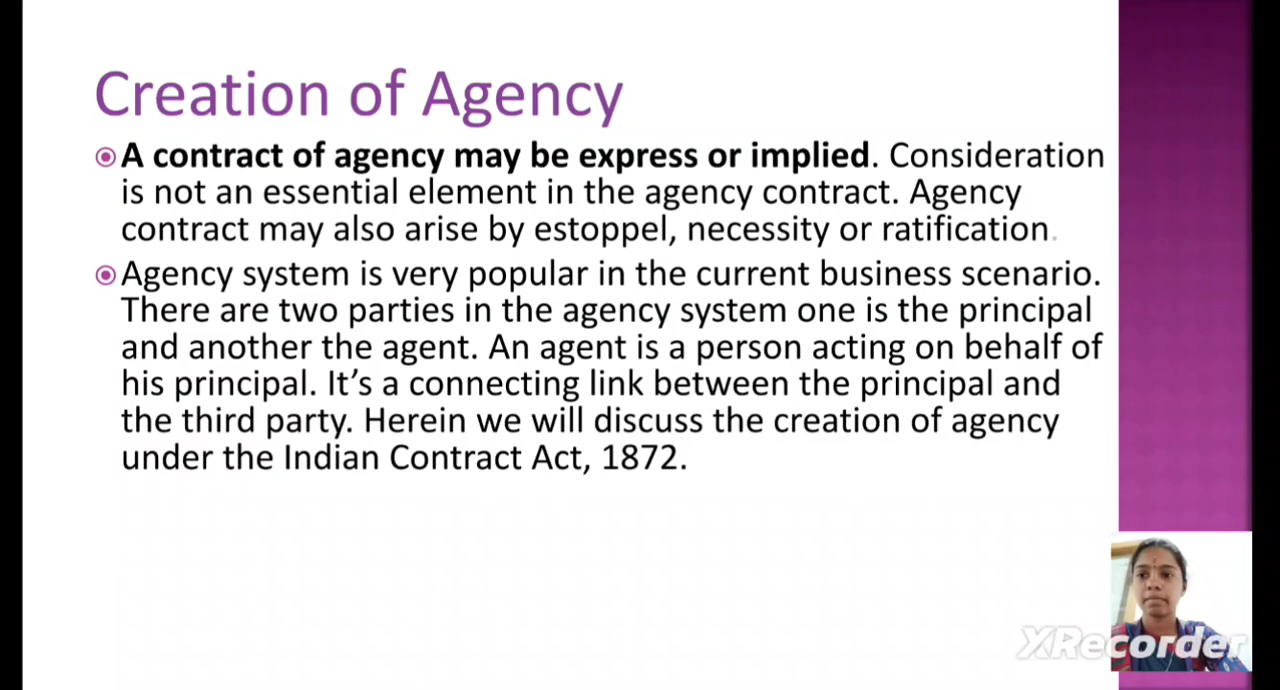 Creation of Agency
A contract of agency may be express or implied. Consideration
is not an essential element in the agency contract. Agency
contract may also arise by estoppel, necessity or ratification.
Agency system is very popular in the current business scenario.
There are two parties in the agency system one is the principal
and another the agent. An agent is a person acting on behalf of
his principal. It’s a connecting link between the principal and
the third party. Herein we will discuss the creation of agency
under the Indian Contract Act, 1872.
XRecorder